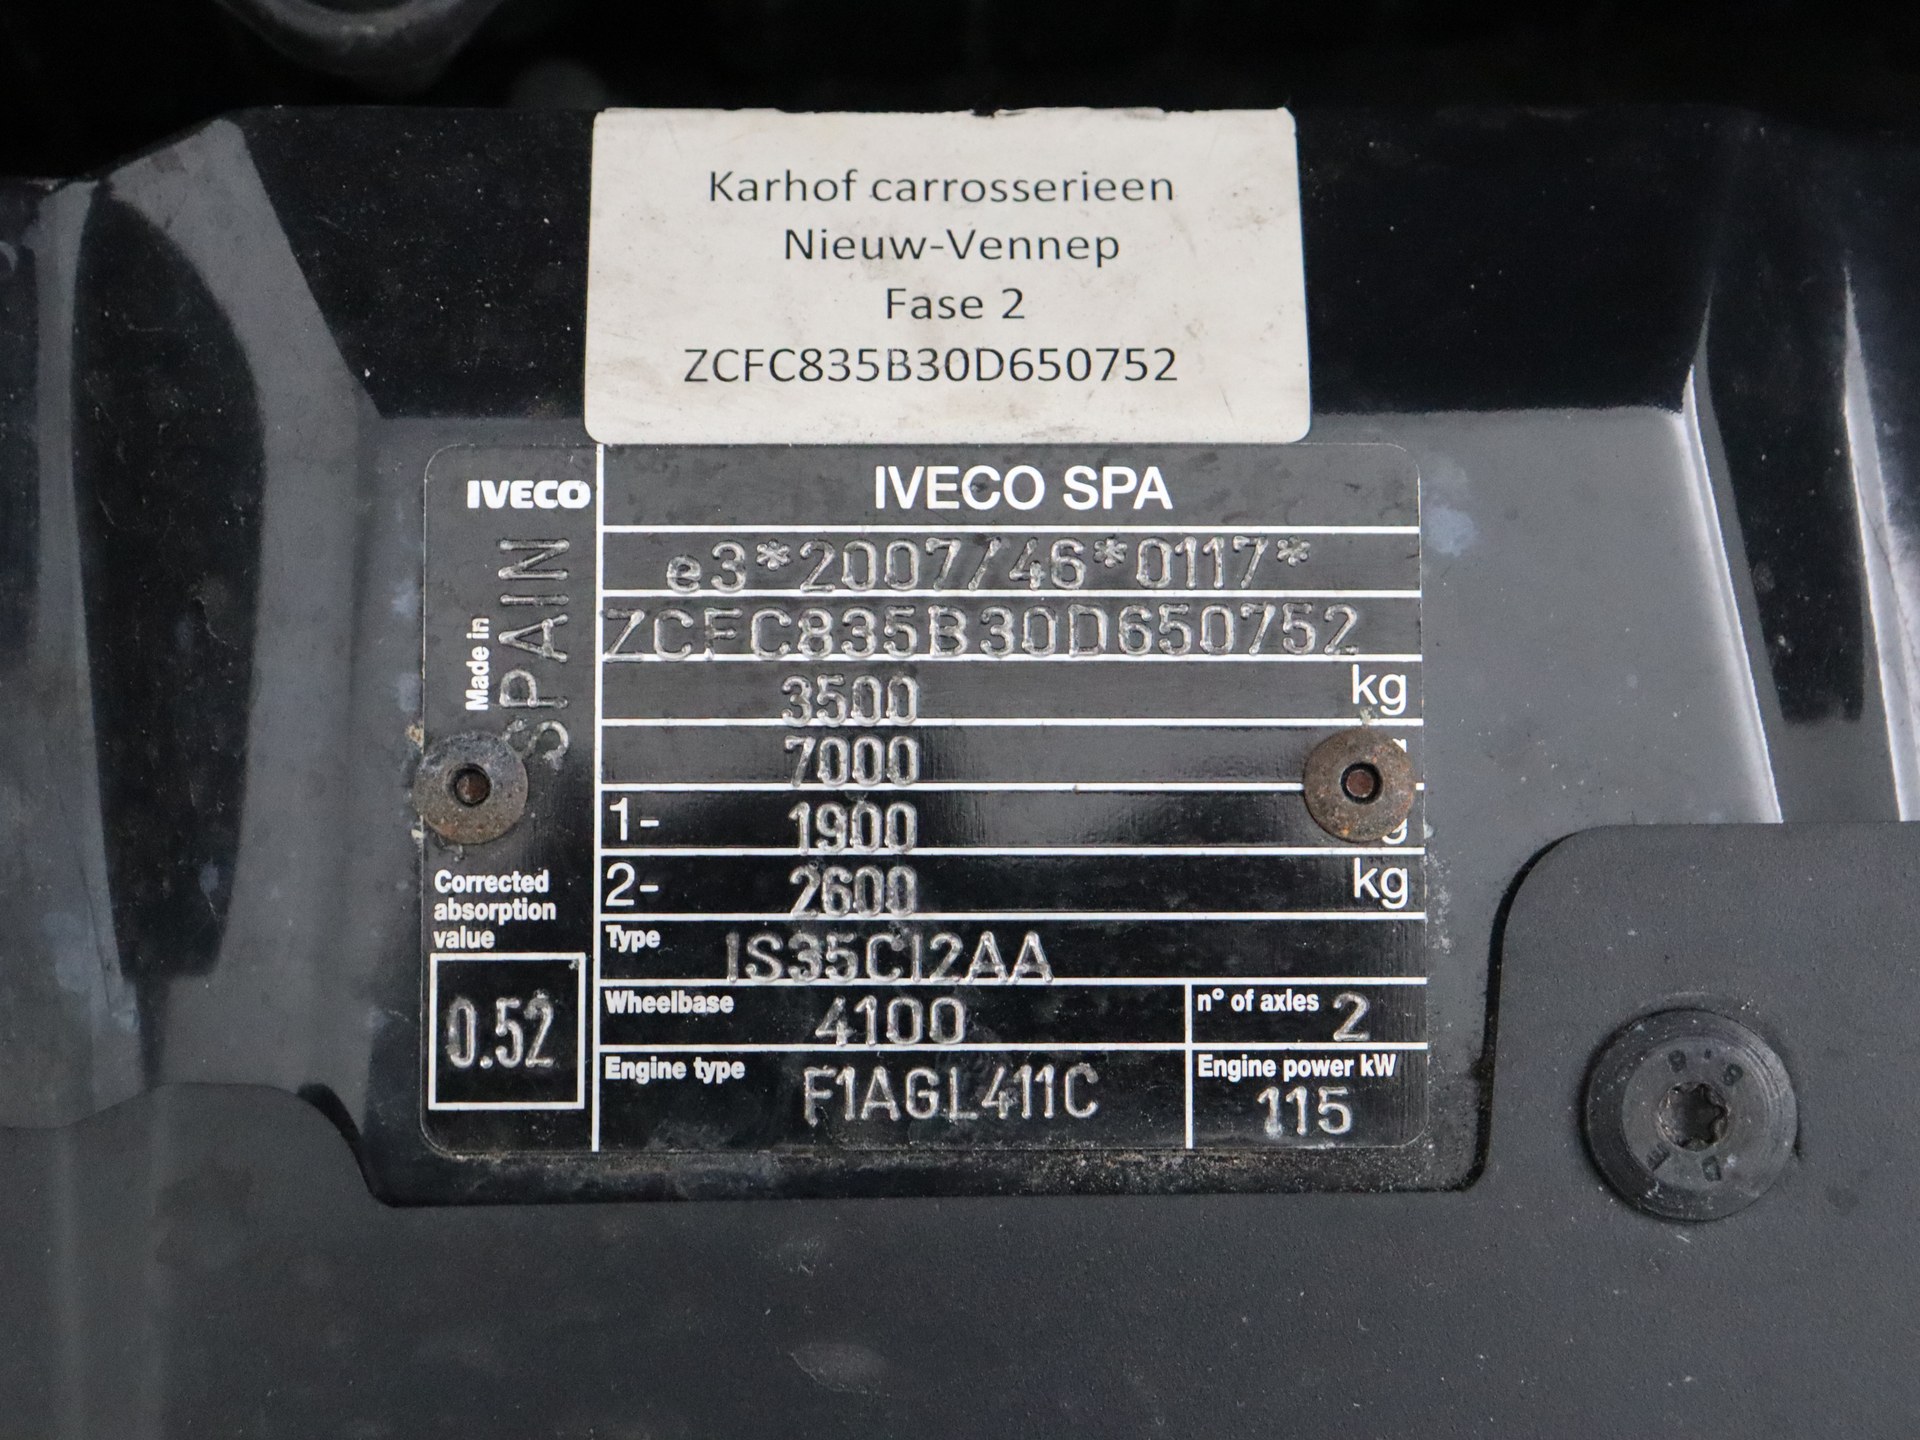 Karhof carrosserieen
Nieuw-Vennep
Fase 2
ZCFC835B30D650752
IVECO
IVECO SPA
Made in
SPAIN
e3*2007/46*0117*
ZCFC835B30D650752
3500 kg
7000
1- 1900
2- 2600 kg
Corrected
absorption
value
0.52
Type IS35CI2AA
Wheelbase 4100
n° of axles 2
Engine type F1AGL411C
Engine power kW
115